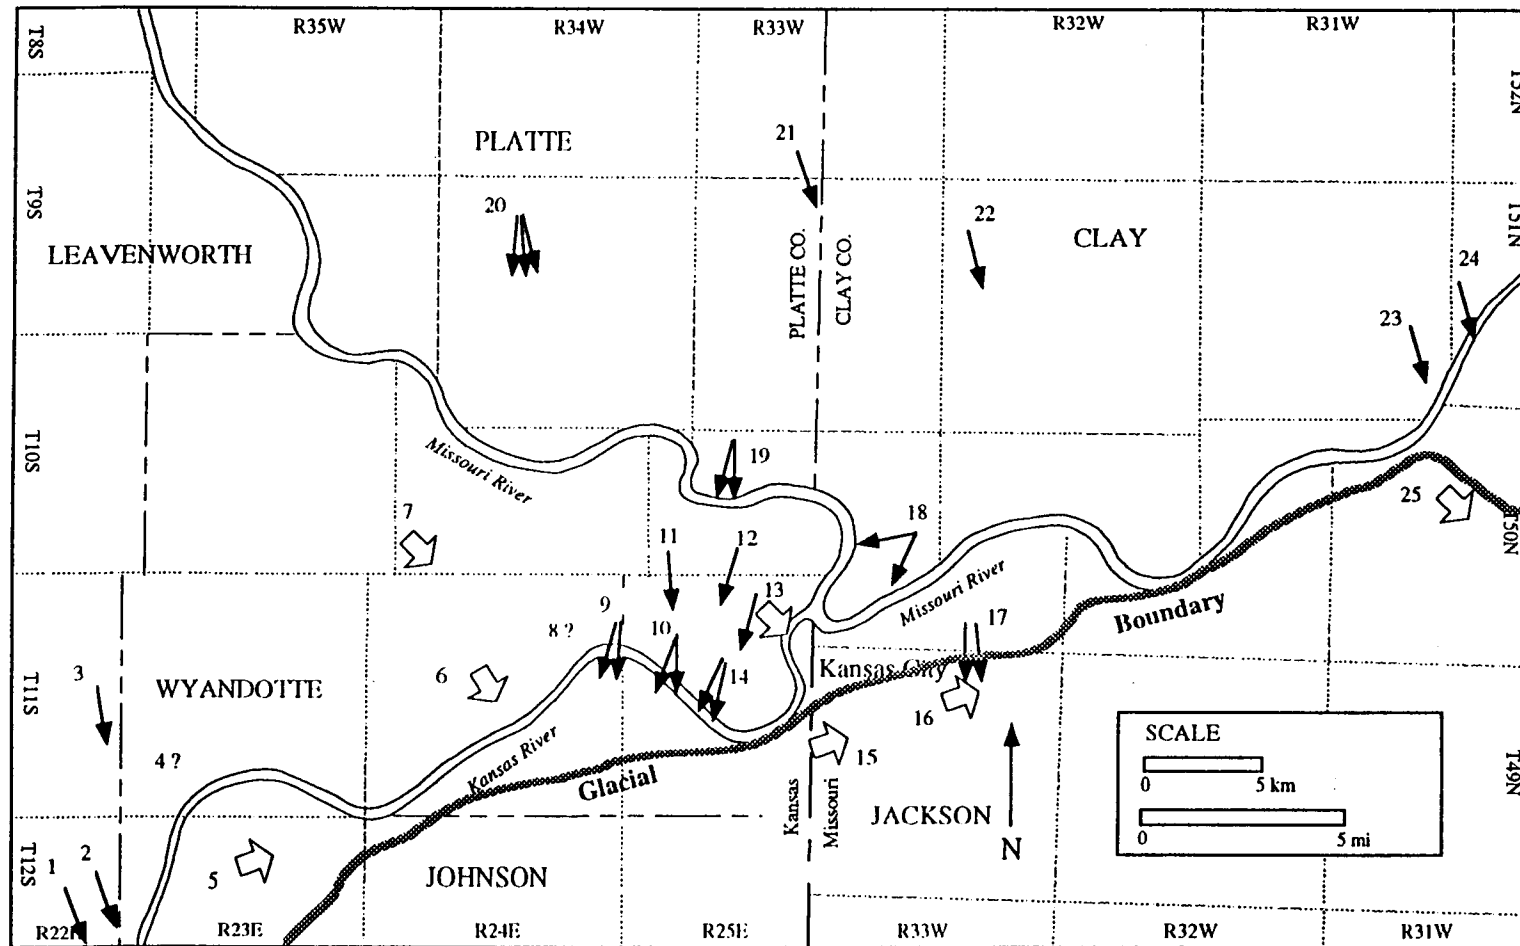 R35W
R34W
R33W
R32W
R31W
T8S
T52N
PLATTE
21
T9S
20
22
CLAY
T51N
LEAVENWORTH
PLATTE CO.
CLAY CO.
24
23
T10S
Missouri River
19
7
25
18
T50N
11
12
Missouri River
13
9
8 ?
10
17
Boundary
3
6
14
Kansas City
T11S
WYANDOTTE
16
SCALE
4 ?
Kansas River
15
Glacial
0
5 km
T49N
Kansas
Missouri
JACKSON
N
0
5 mi
T12S
1
2
5
JOHNSON
R23E
R24E
R25E
R33W
R32W
R31W